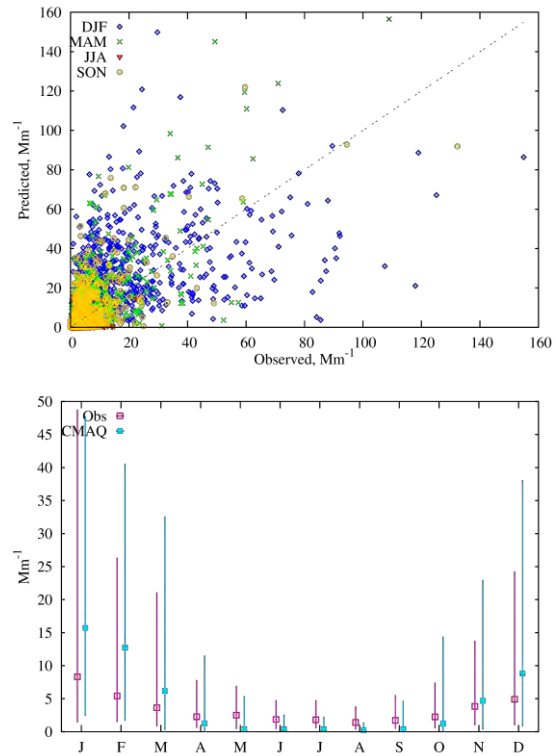 DJF
MAM
JJA
SON
160
140
120
100
80
60
40
20
0
Predicted, Mm-1
0 20 40 60 80 100 120 140 160
Observed, Mm-1
Obs
CMAQ
50
45
40
35
30
25
20
15
10
5
0
Mm-1
J F M A M J J A S O N D